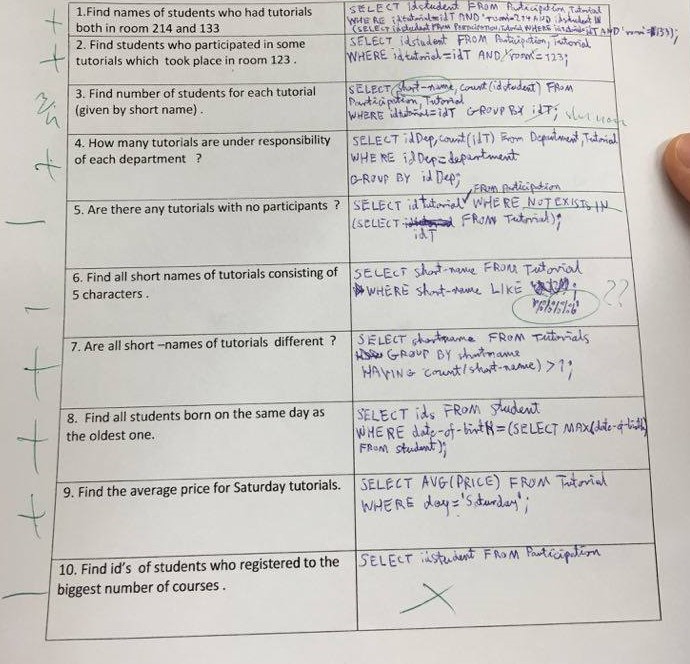 1.Find names of students who had tutorials
both in room 214 and 133
SELECT idstudent FROM Participation, Tutorial
WHERE idtutorial=idT AND room=214 AND idstudent IN
(SELECT idstudent FROM Participation, Tutorial WHERE idtutorial=idT AND room=133);
2. Find students who participated in some
tutorials which took place in room 123 .
SELECT idstudent FROM Participation, Tutorial
WHERE idtutorial=idT AND room=123;
3. Find number of students for each tutorial
(given by short name) .
SELECT short-name, count(idstudent) FROM
Participation, Tutorial
WHERE idtutorial=idT GROUP BY idT;
4. How many tutorials are under responsibility
of each department ?
SELECT idDep, count(idT) From Department, Tutorial
WHERE idDep=department
GROUP BY idDep;
5. Are there any tutorials with no participants ?
FROM Participation
SELECT idtutorial WHERE NOT EXISTS IN
(SELECT FROM Tutorial);
idT
6. Find all short names of tutorials consisting of
5 characters .
SELECT short-name FROM Tutorial
WHERE short-name LIKE
??
7. Are all short –names of tutorials different ?
SELECT shortname FROM Tutorials
GROUP BY shortname
HAVING count(short-name) >1;
8. Find all students born on the same day as
the oldest one.
SELECT ids FROM Student
WHERE date-of-birth=(SELECT MAX(date-of-birth)
FROM student);
9. Find the average price for Saturday tutorials.
SELECT AVG(PRICE) FROM Tutorial
WHERE day='Saturday';
10. Find id's of students who registered to the
biggest number of courses .
SELECT idstudent FROM Participation